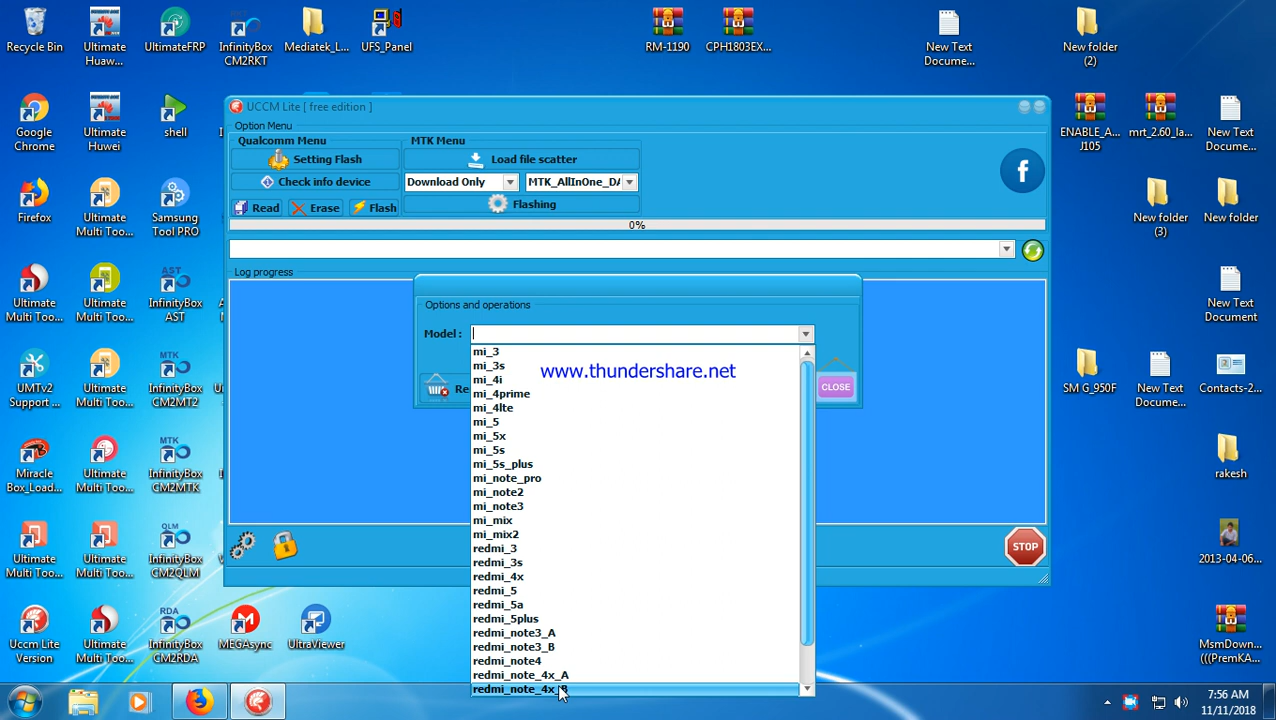 Recycle Bin
Ultimate Huaw...
UltimateFRP
InfinityBox CM2RKT
Mediatek_L...
UFS_Panel
RM-1190
CPH1803EX...
New Text Docume...
New folder (2)
Google Chrome
Ultimate Huwei
shell
ENABLE_A... J105
mrt_2.60_la...
New Text Docume...
Firefox
Ultimate Multi Too...
Samsung Tool PRO
New folder (3)
New folder
Ultimate Multi Too...
Ultimate Multi Too...
InfinityBox AST
AST
New Text Document
UMTv2 Support ...
Ultimate Multi Too...
MTK
InfinityBox CM2MT2
SM G_950F
New Text Docume...
Contacts-2...
Miracle Box_Load...
Ultimate Multi Too...
MTK
InfinityBox CM2MTK
rakesh
Ultimate Multi Too...
Ultimate Multi Too...
QLM
InfinityBox CM2QLM
2013-04-06...
Uccm Lite Version
Ultimate Multi Too...
RDA
InfinityBox CM2RDA
MEGAsync
UltraViewer
MsmDown... (((PremKA...
UCCM Lite [ free edition ]
Option Menu
Qualcomm Menu
MTK Menu
Setting Flash
Load file scatter
Check info device
Download Only
MTK_AllInOne_DA
Read
Erase
Flash
Flashing
0%
Log progress
Options and operations
Model :
Re
CLOSE
www.thundershare.net
mi_3
mi_3s
mi_4i
mi_4prime
mi_4lte
mi_5
mi_5x
mi_5s
mi_5s_plus
mi_note_pro
mi_note2
mi_note3
mi_mix
mi_mix2
redmi_3
redmi_3s
redmi_4x
redmi_5
redmi_5a
redmi_5plus
redmi_note3_A
redmi_note3_B
redmi_note4
redmi_note_4x_A
redmi_note_4x_B
STOP
7:56 AM
11/11/2018